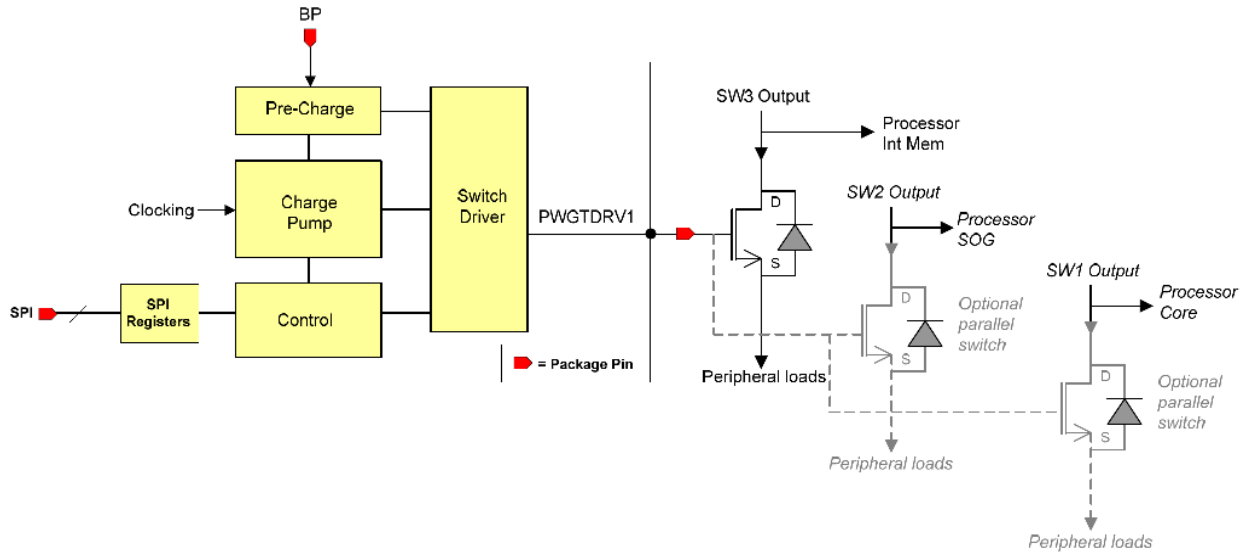 BP
Pre-Charge
Clocking
Charge
Pump
SPI
SPI
Registers
Control
Switch
Driver
PWGTDRV1
= Package Pin
SW3 Output
Processor
Int Mem
D
S
Peripheral loads
SW2 Output
Processor
SOG
D
S
Optional
parallel
switch
Peripheral loads
SW1 Output
Processor
Core
D
S
Optional
parallel
switch
Peripheral loads